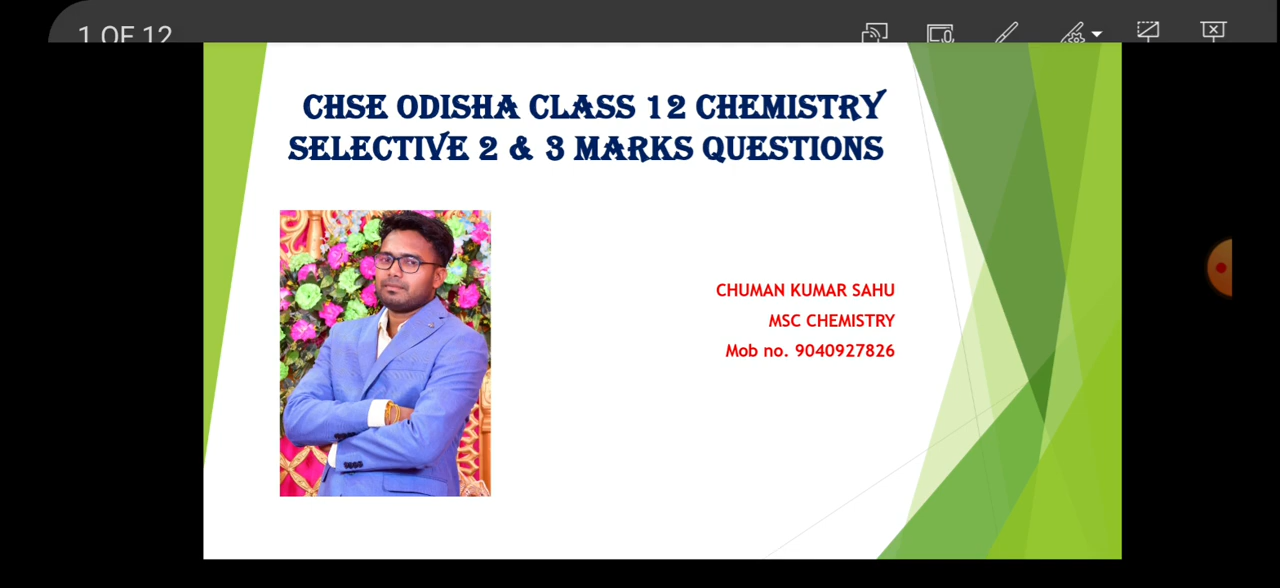 1 OF 12
CHSE ODISHA CLASS 12 CHEMISTRY
SELECTIVE 2 & 3 MARKS QUESTIONS
CHUMAN KUMAR SAHU
MSC CHEMISTRY
Mob no. 9040927826